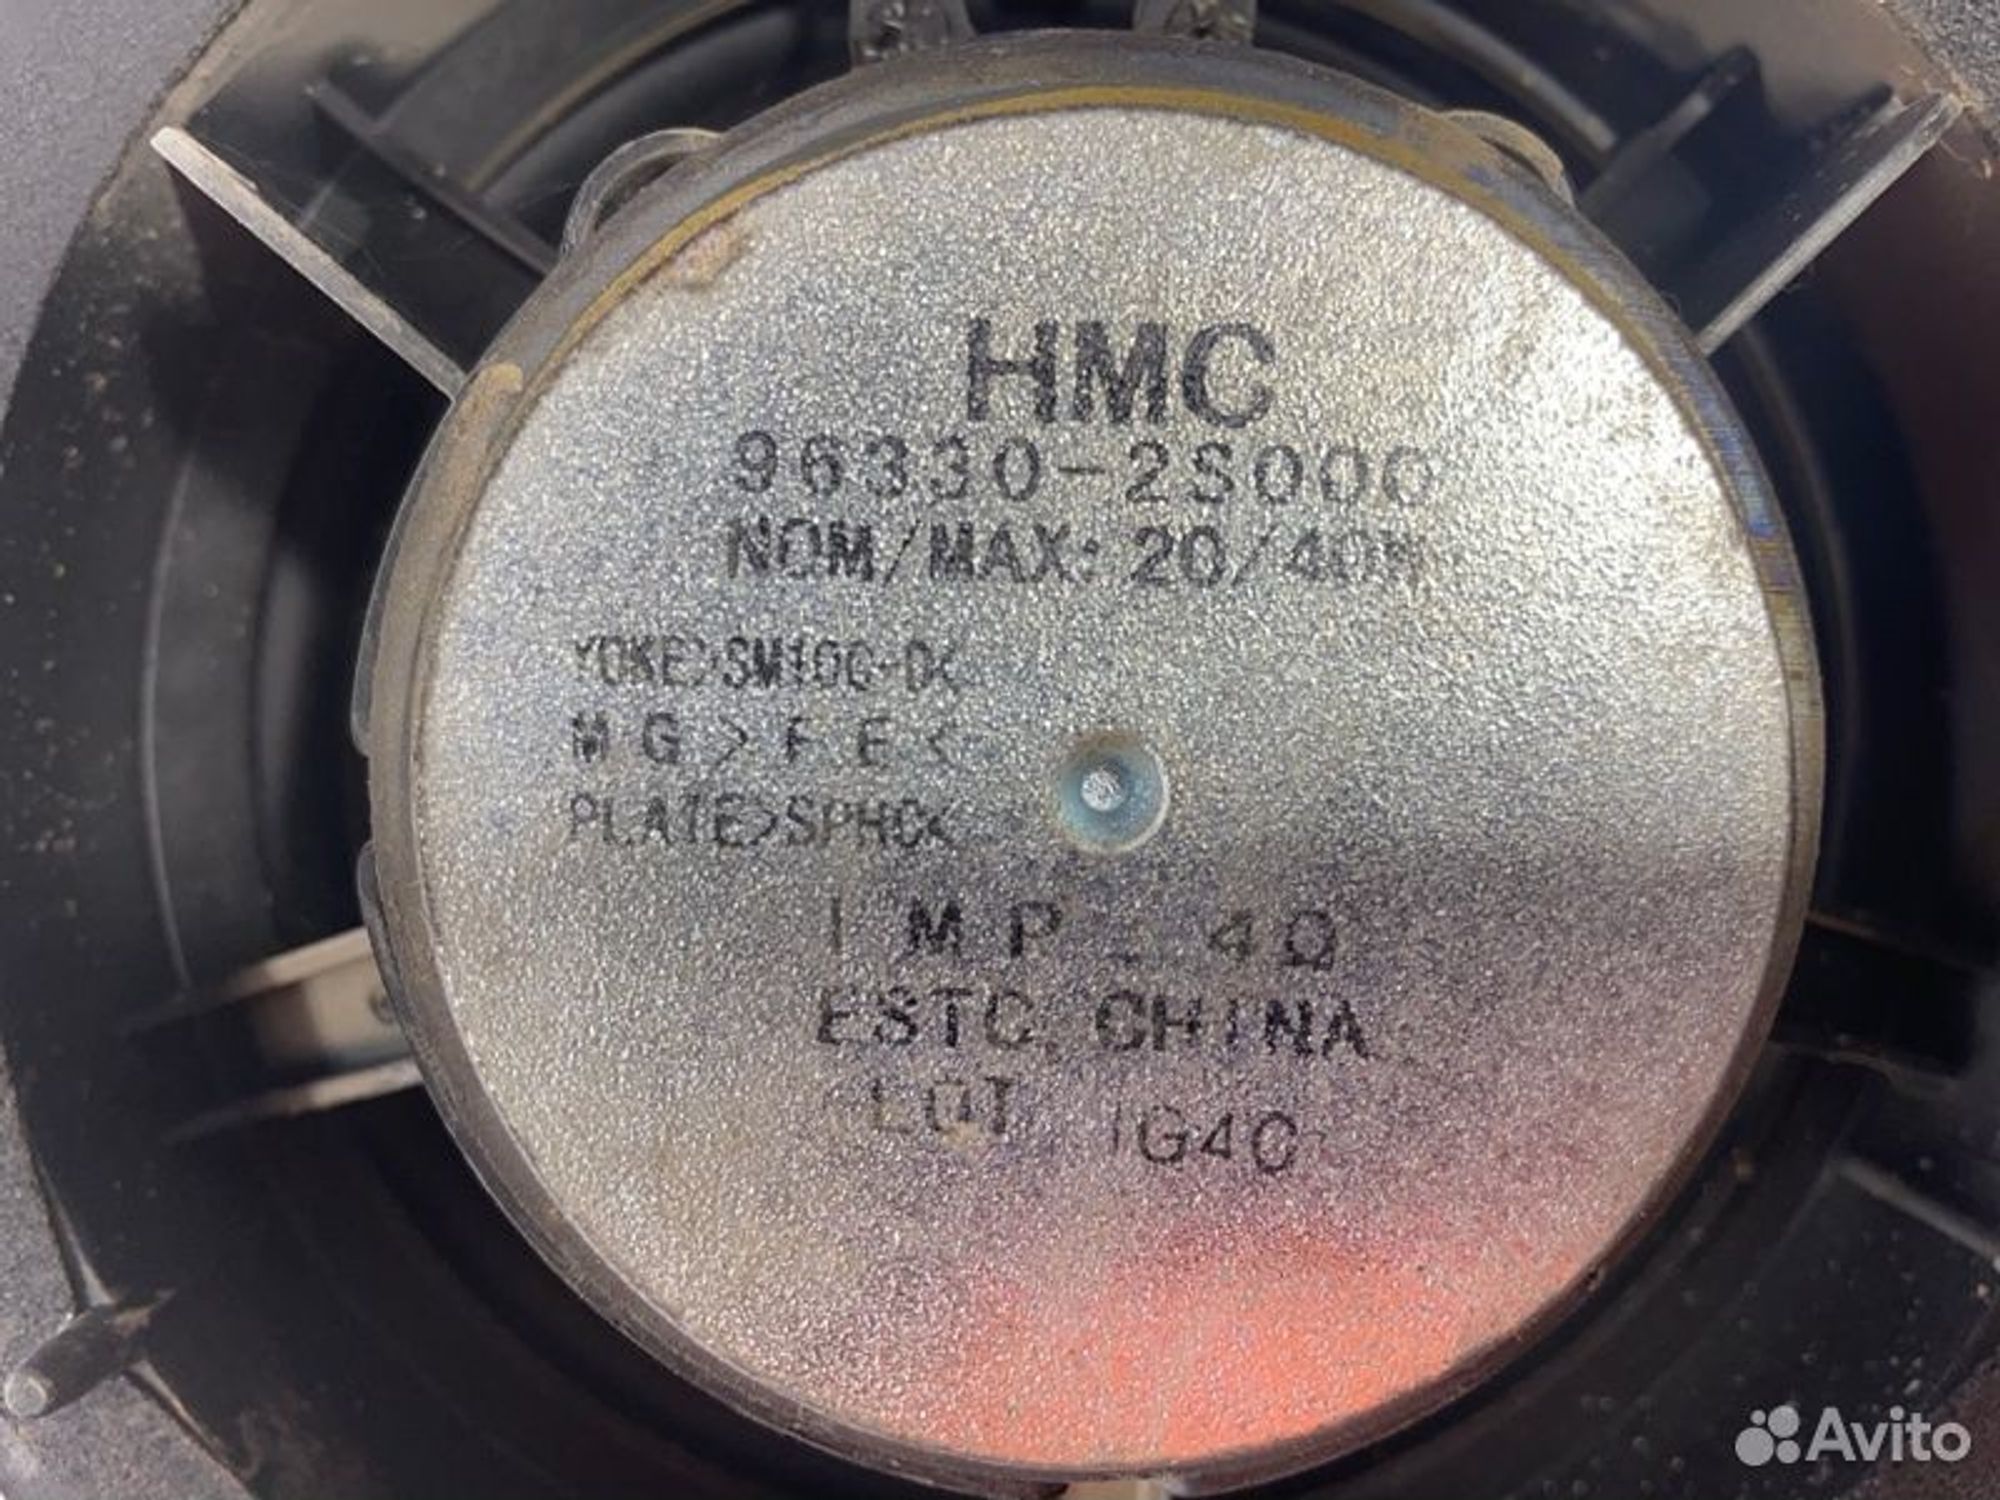 HMC
96330-2S000
NOM/MAX: 20/40W
YOKE>SM10C-D<
MG>FE<
PLATE>SPHC<
IMP : 4Ω
ESTC, CHINA
LOT 1G4C
Avito